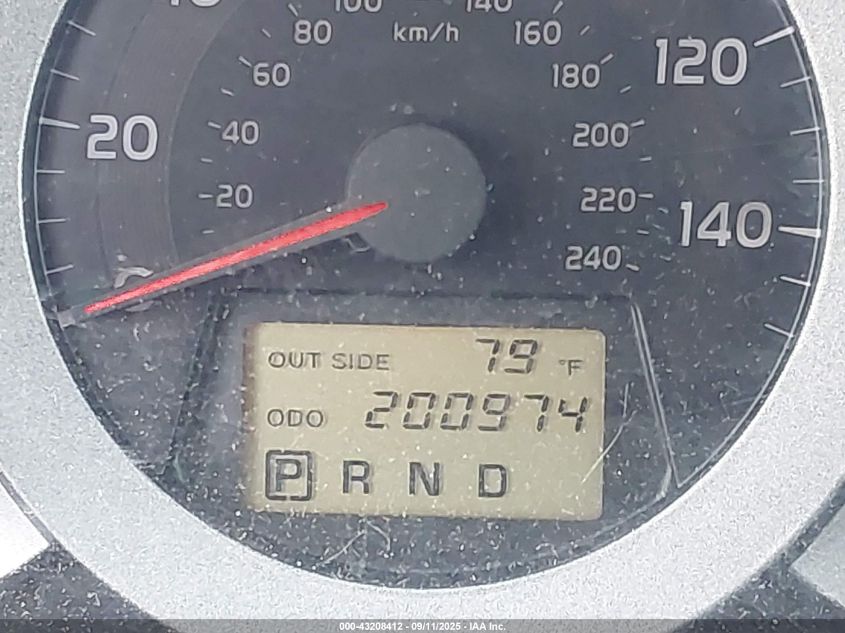 100 140
80 km/h 160
60 180 120
20 40 200
20 220 140
240
OUT SIDE 79 °F
ODO 200974
P R N D
000-43208412 - 09/11/2025 - IAA Inc.